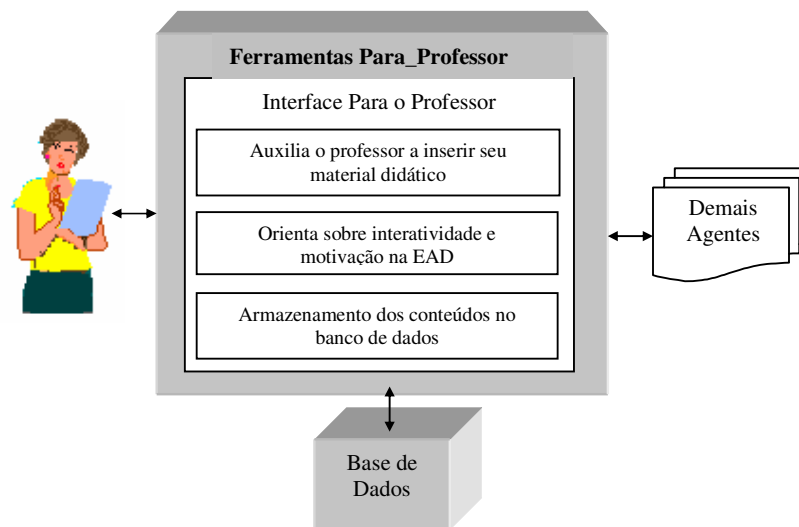 Ferramentas Para_Professor
Interface Para o Professor
Auxilia o professor a inserir seu
material didático
Orienta sobre interatividade e
motivação na EAD
Armazenamento dos conteúdos no
banco de dados
Demais
Agentes
Base de
Dados